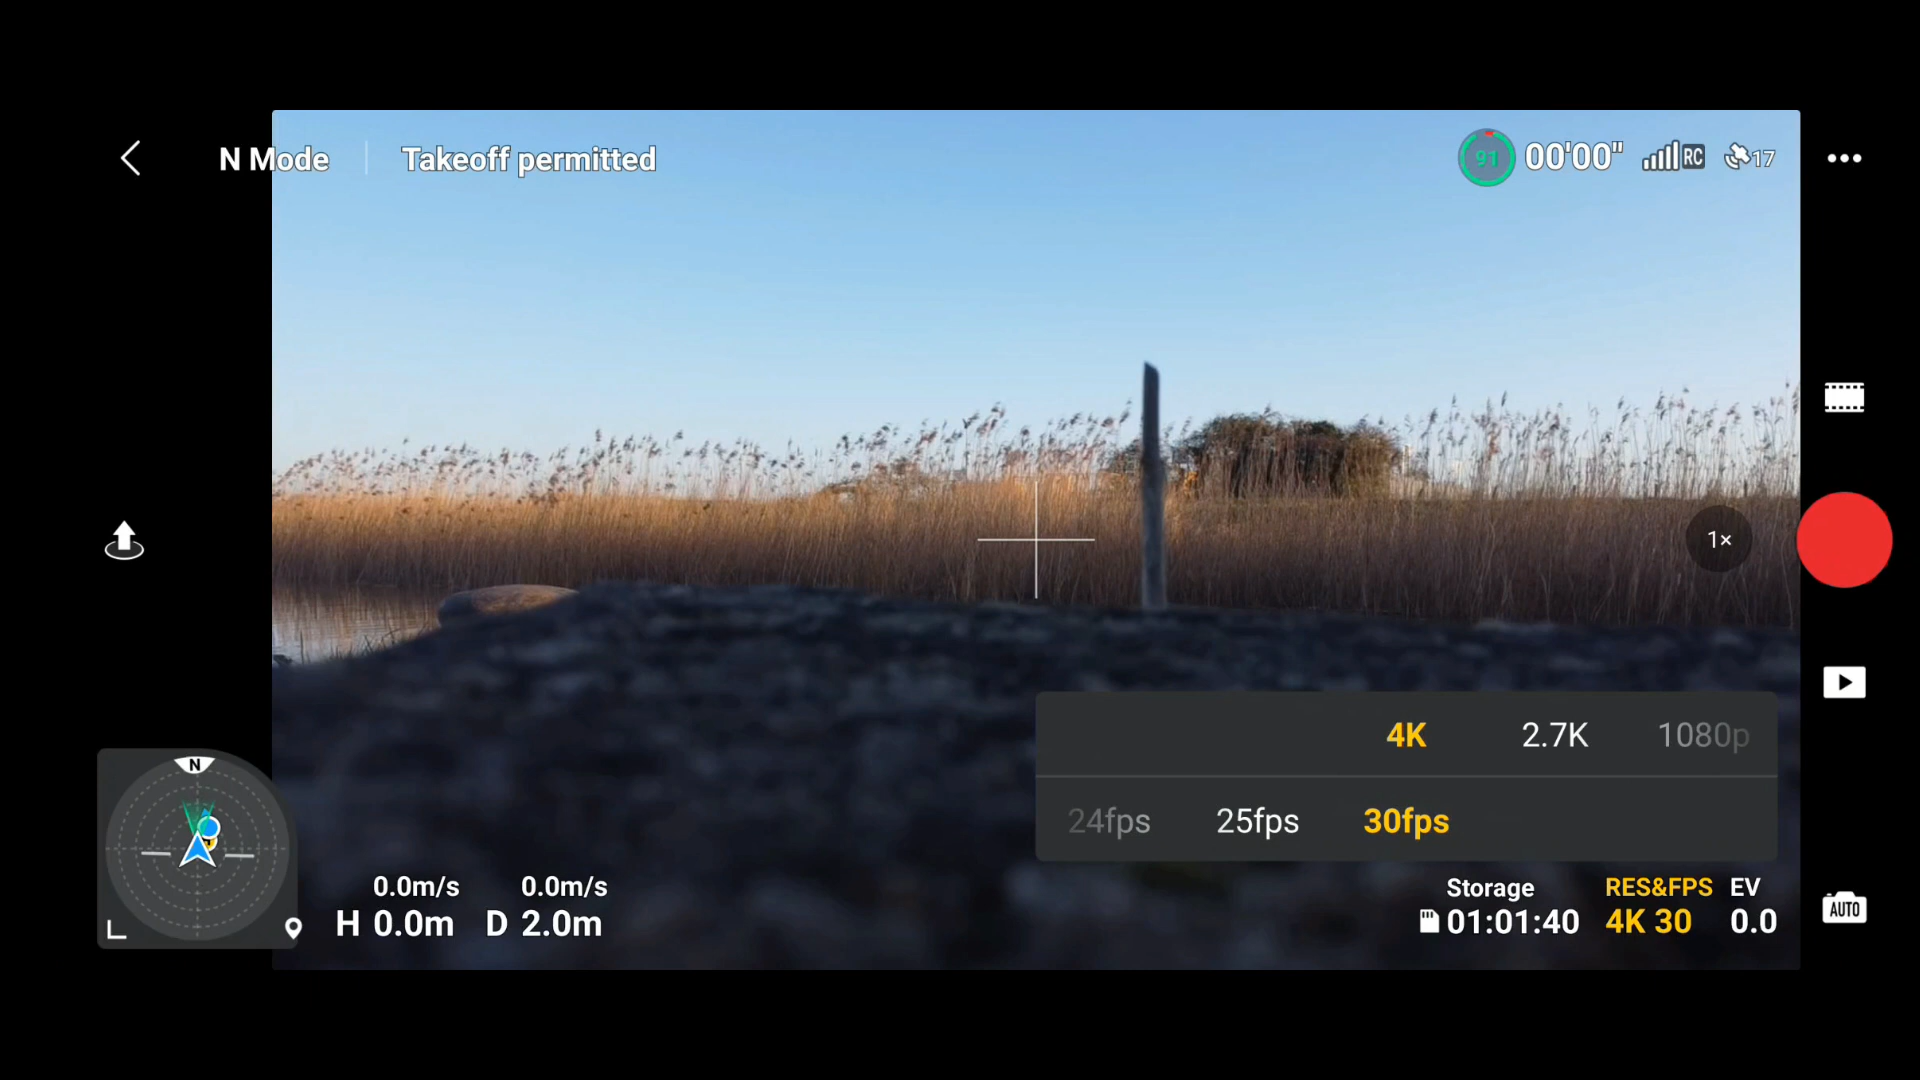 N Mode
Takeoff permitted
91
00'00"
RC
17
1×
4K
2.7K
1080p
24fps
25fps
30fps
N
0.0m/s
0.0m/s
H 0.0m
D 2.0m
Storage
01:01:40
RES&FPS
4K 30
EV
0.0
AUTO